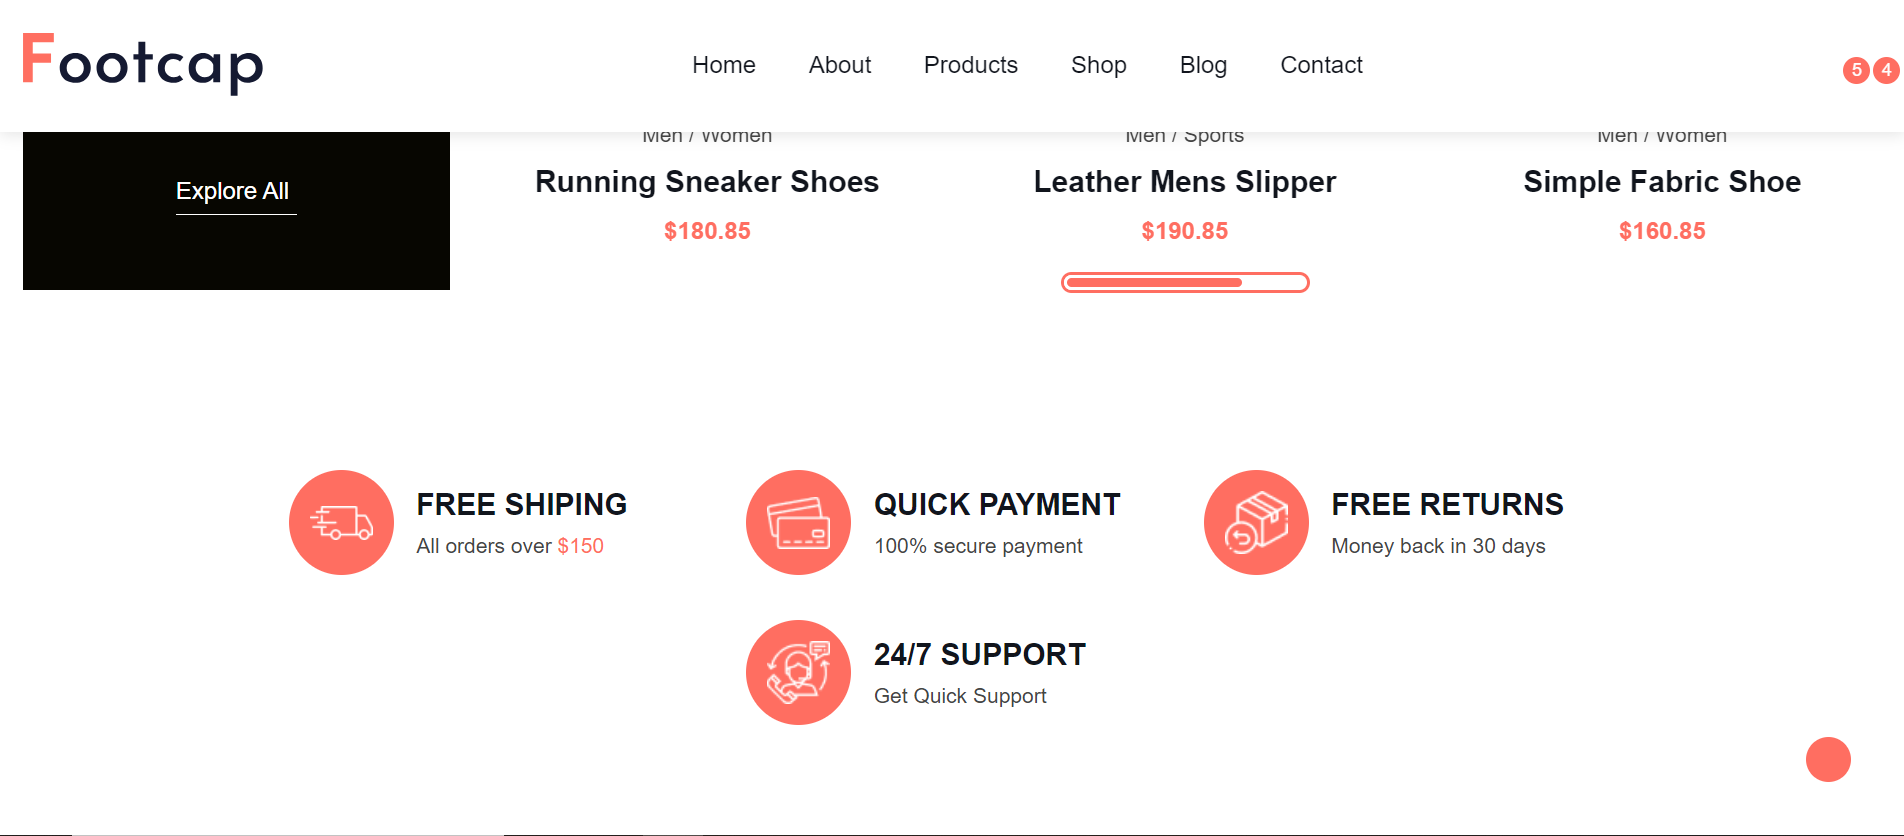 Footcap
Home About Products Shop Blog Contact
5 4
Men / Women
Men / Sports
Men / Women
Explore All
Running Sneaker Shoes
$180.85
Leather Mens Slipper
$190.85
Simple Fabric Shoe
$160.85
FREE SHIPING
All orders over $150
QUICK PAYMENT
100% secure payment
FREE RETURNS
Money back in 30 days
24/7 SUPPORT
Get Quick Support